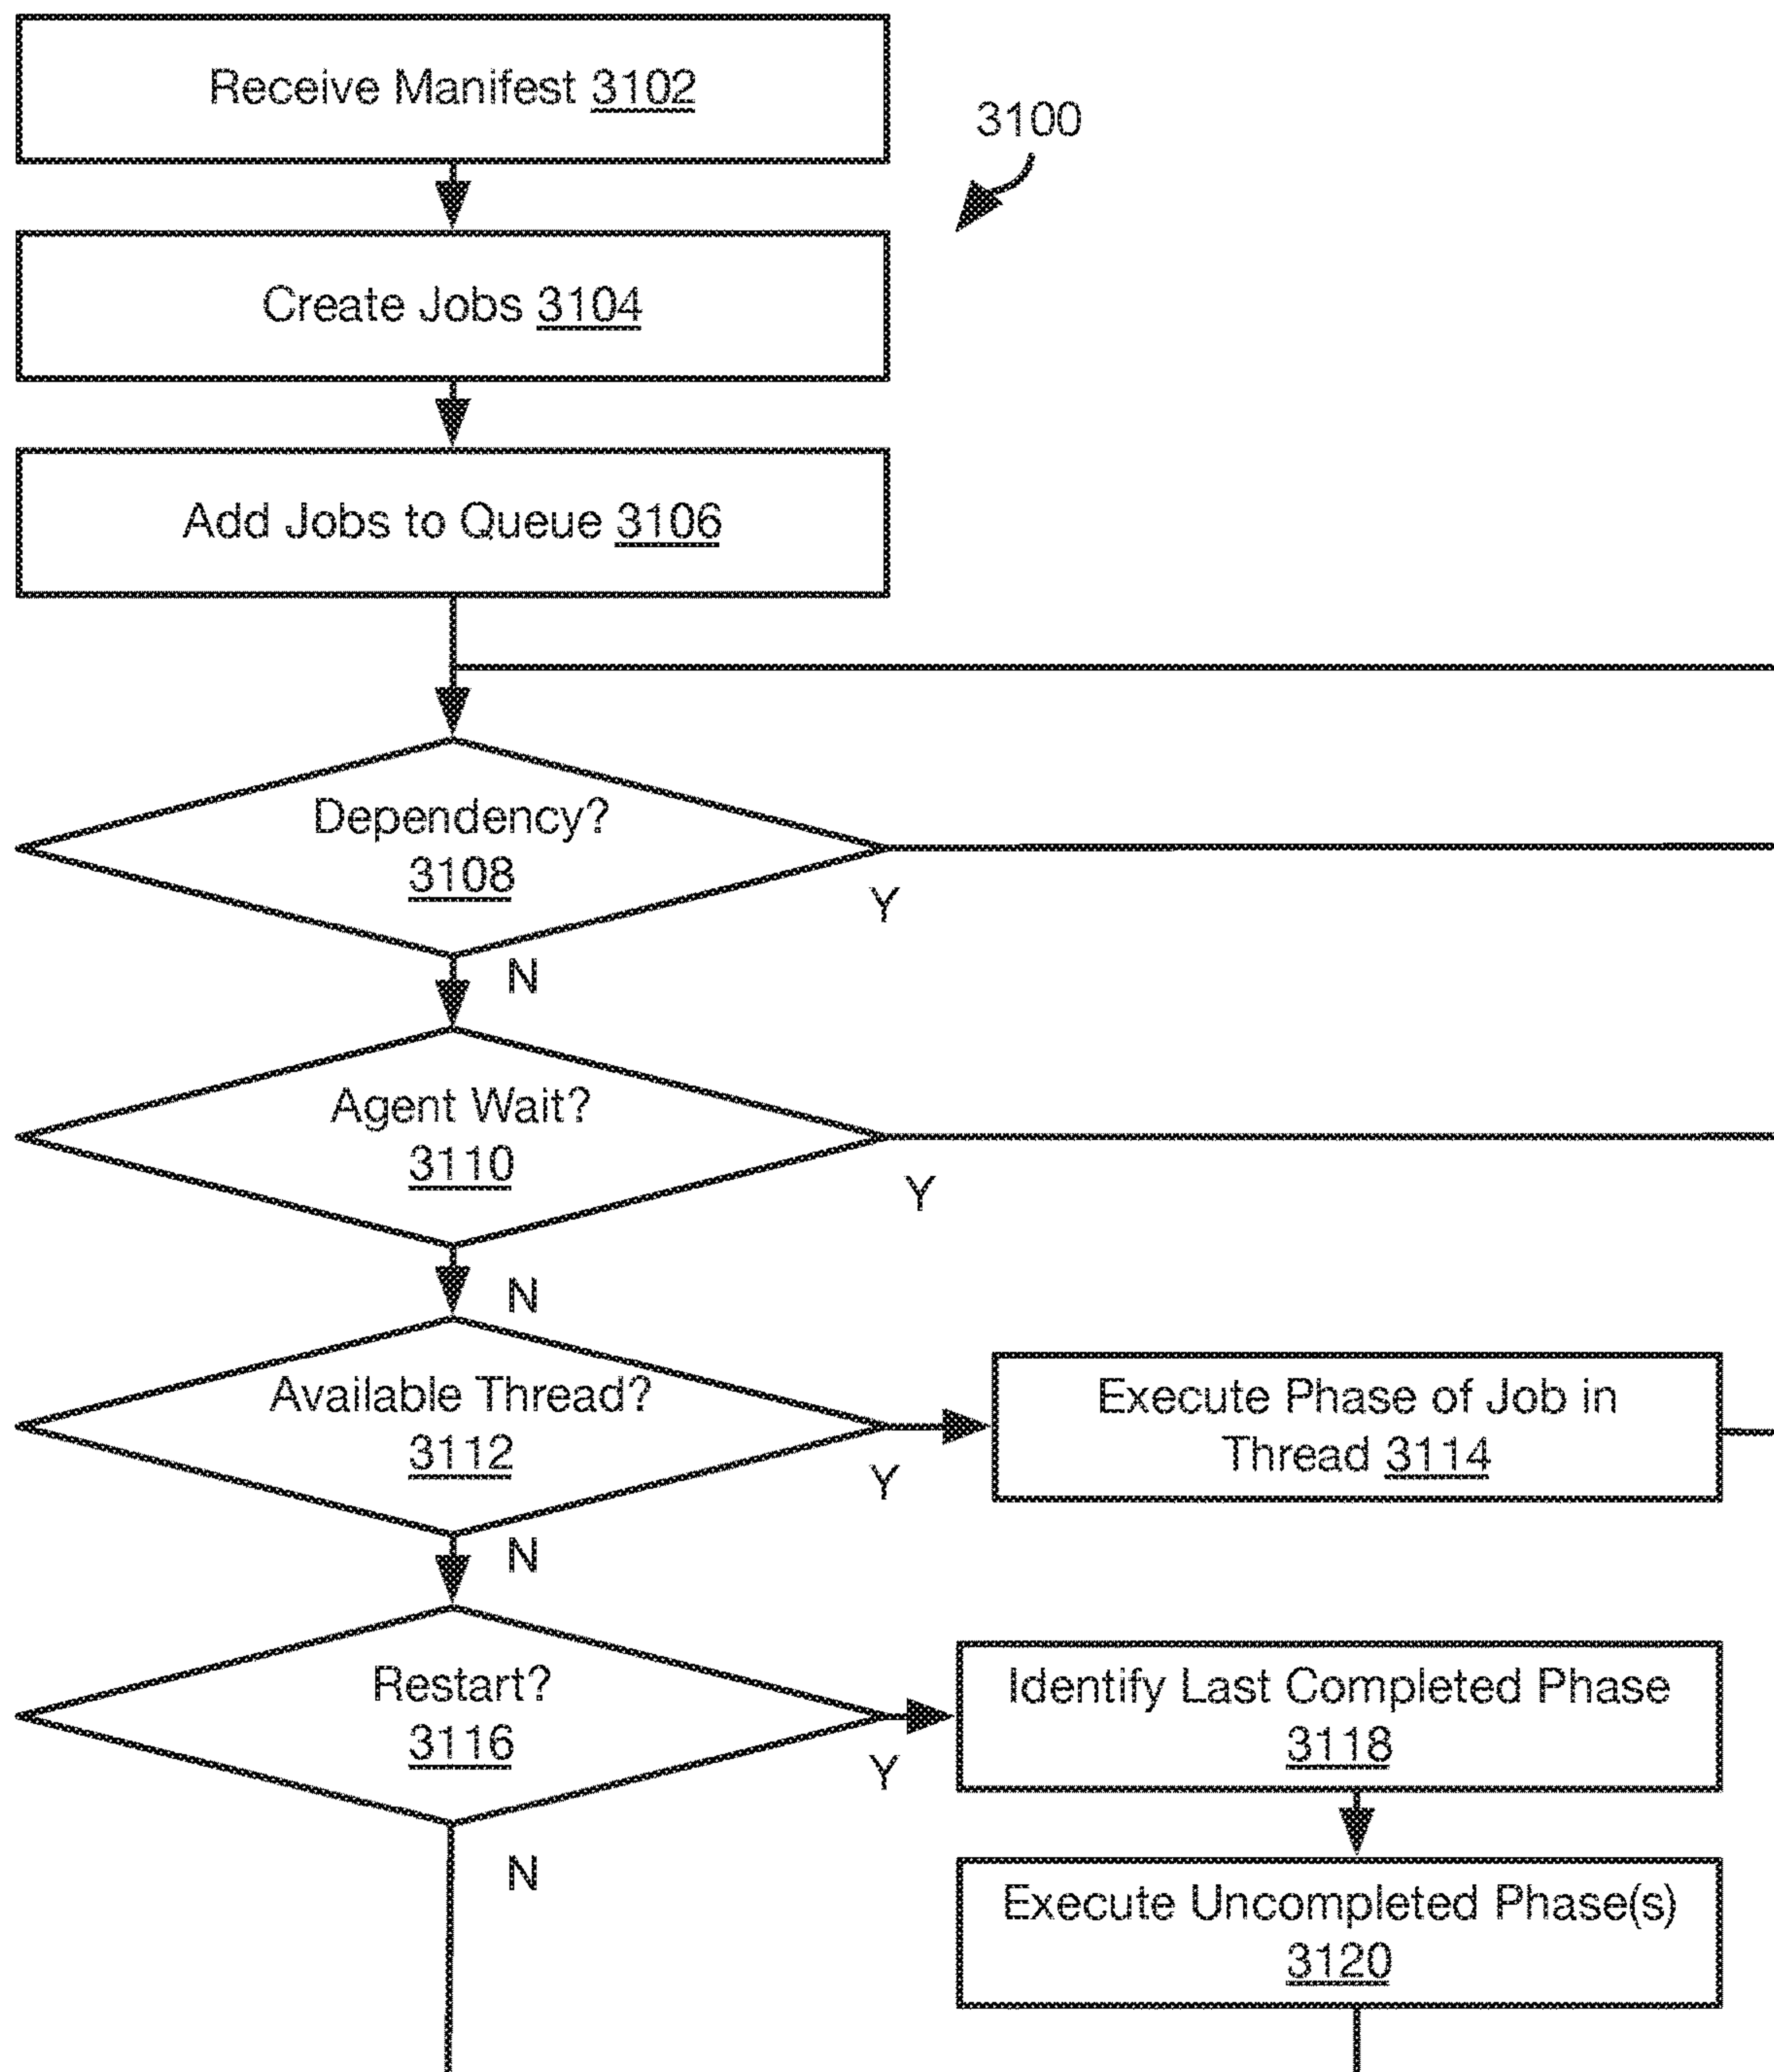 Receive Manifest 3102
3100
Create Jobs 3104
Add Jobs to Queue 3106
Dependency?
3108
Y
N
Agent Wait?
3110
Y
N
Available Thread?
3112
Y
Execute Phase of Job in
Thread 3114
N
Restart?
3116
Y
Identify Last Completed Phase
3118
N
Execute Uncompleted Phase(s)
3120